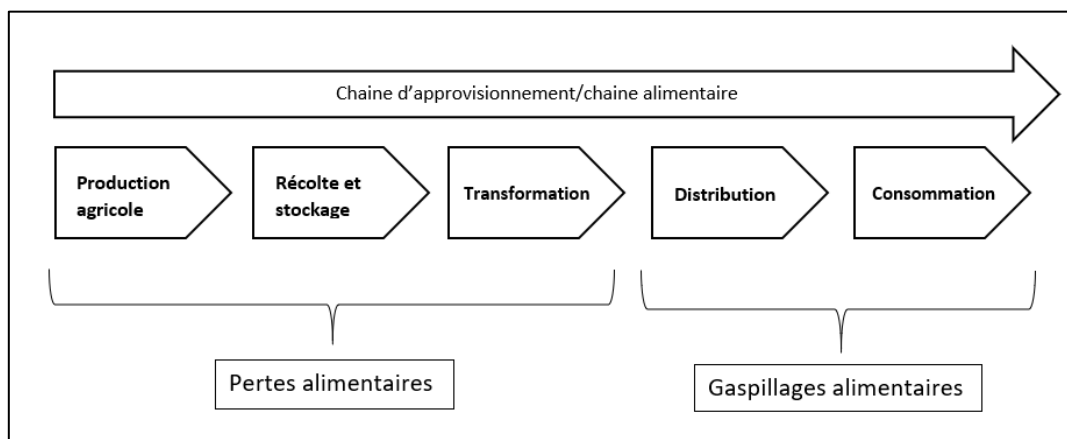 Chaine d'approvisionnement/chaine alimentaire
Production
agricole
Récolte et
stockage
Transformation
Distribution
Consommation
Pertes alimentaires
Gaspillages alimentaires